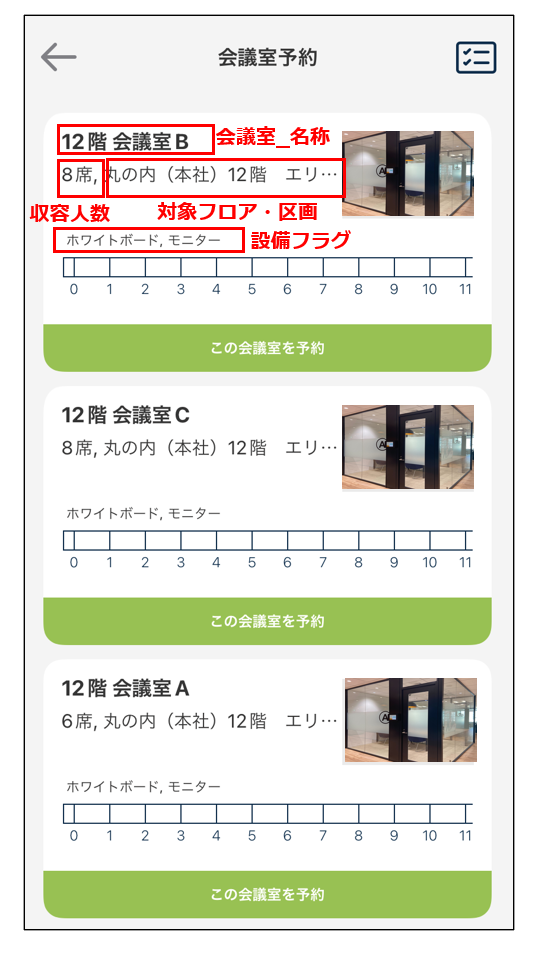 会議室予約
12階 会議室B
会議室_名称
8席, 丸の内（本社）12階　エリ…
収容人数
対象フロア・区画
ホワイトボード, モニター
設備フラグ
0 1 2 3 4 5 6 7 8 9 10 11
この会議室を予約
12階 会議室C
8席, 丸の内（本社）12階　エリ…
ホワイトボード, モニター
0 1 2 3 4 5 6 7 8 9 10 11
この会議室を予約
12階 会議室A
6席, 丸の内（本社）12階　エリ…
ホワイトボード, モニター
0 1 2 3 4 5 6 7 8 9 10 11
この会議室を予約